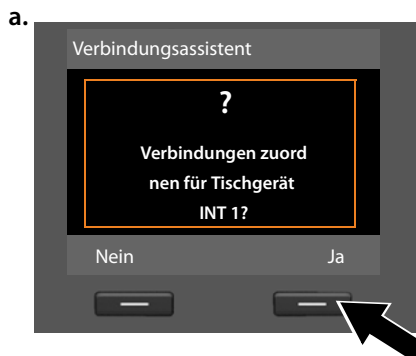 a.
Verbindungsassistent
?
Verbindungen zuord
nen für Tischgerät
INT 1?
Nein Ja